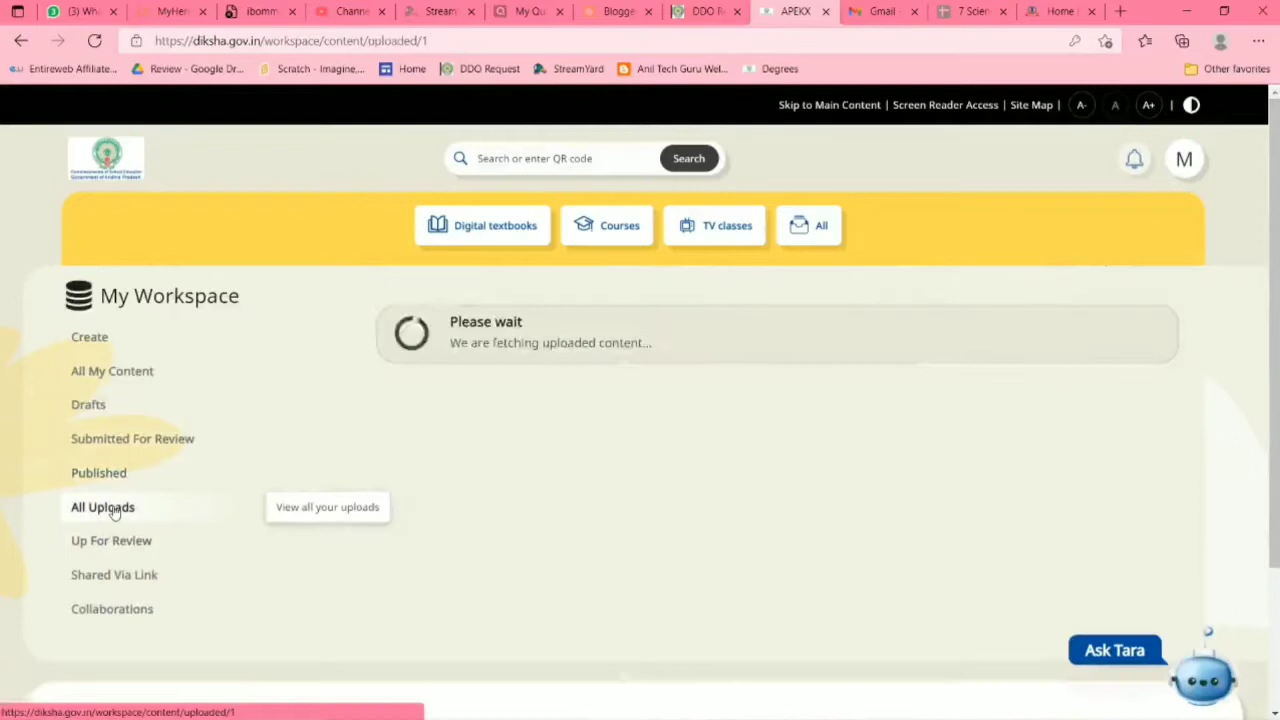 (1) Wha
MyHer
ibomm
Chann
Stream
My Qu
Blogge
DDO R
APEKX
Gmail -
7 Scien
Home |
https://diksha.gov.in/workspace/content/uploaded/1
Entireweb Affiliate...
Review - Google Dr...
Scratch - Imagine,...
Home
DDO Request
StreamYard
Anil Tech Guru Wel...
Degrees
Other favorites
Skip to Main Content | Screen Reader Access | Site Map | A- A A+ |
Search or enter QR code
Search
M
Digital textbooks
Courses
TV classes
All
My Workspace
Create
All My Content
Drafts
Submitted For Review
Published
All Uploads
Up For Review
Shared Via Link
Collaborations
Please wait
We are fetching uploaded content...
View all your uploads
Ask Tara
https://diksha.gov.in/workspace/content/uploaded/1